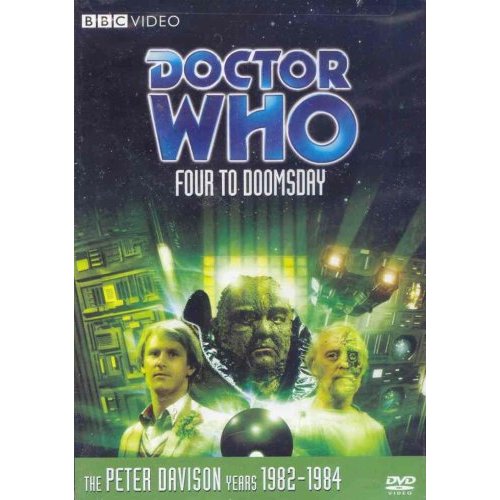 BBC VIDEO
DOCTOR
WHO
FOUR TO DOOMSDAY
THE PETER DAVISON YEARS 1982-1984
DVD
VIDEO